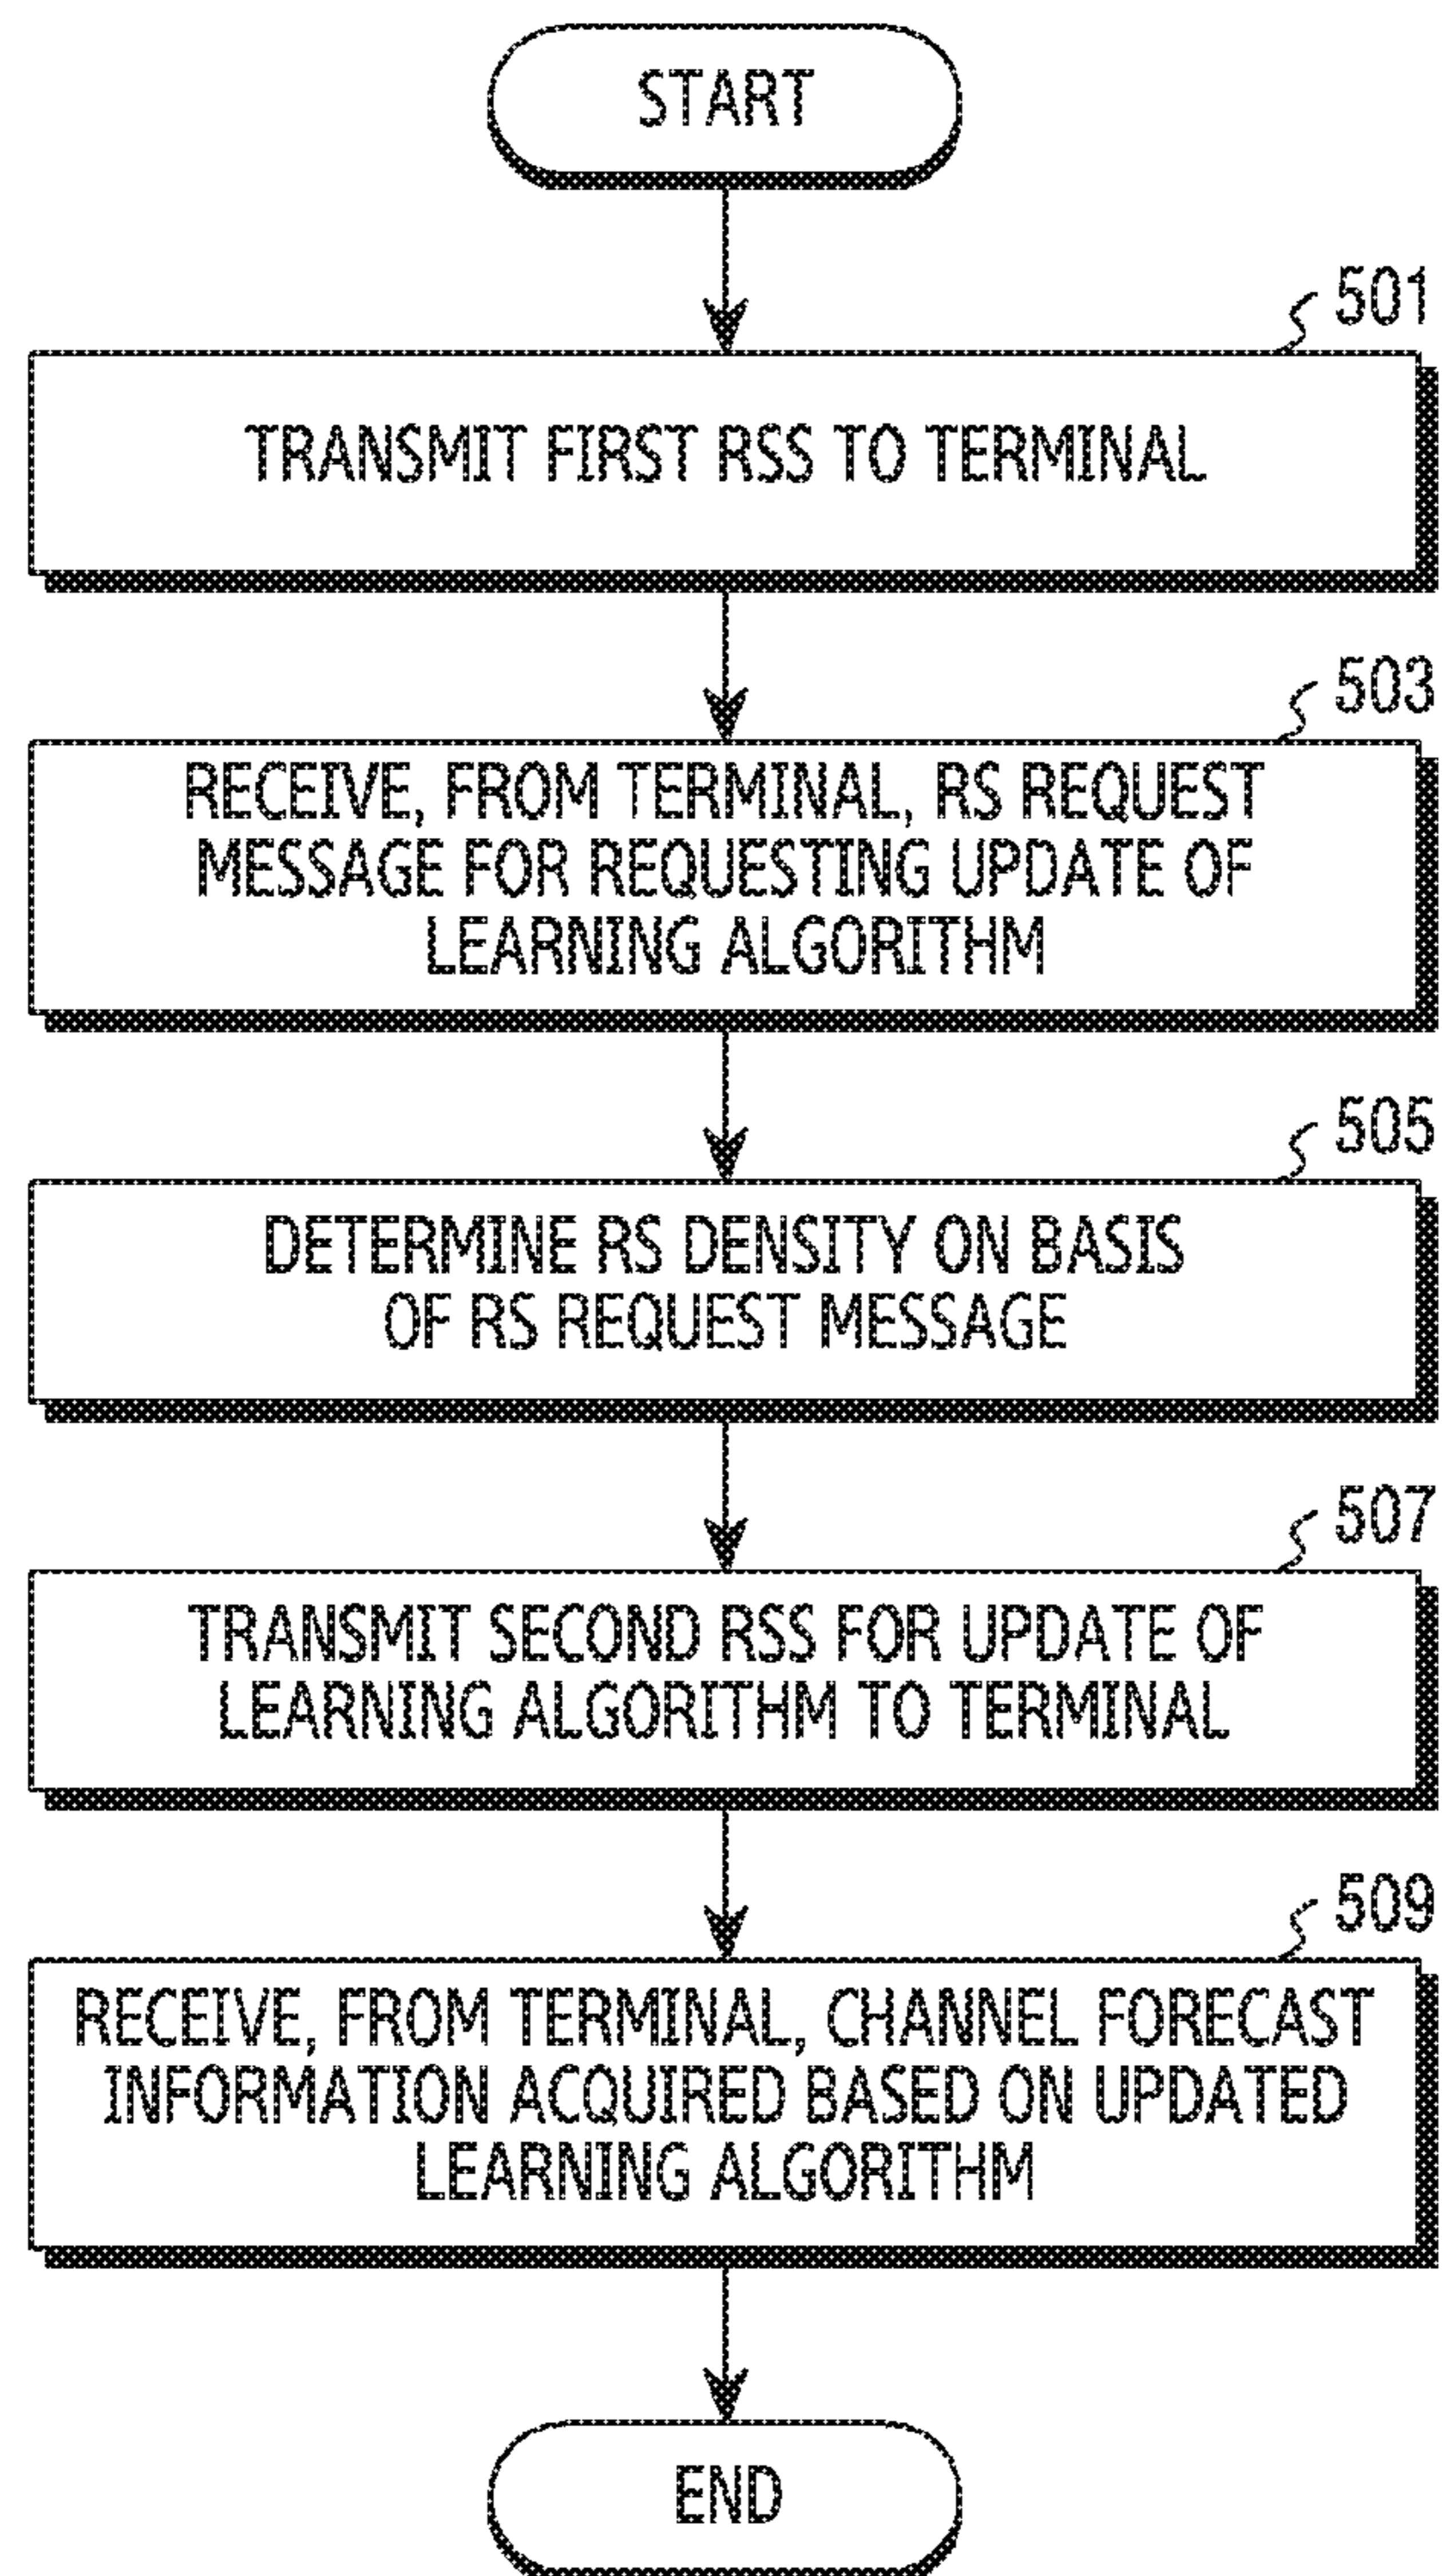 START
501
TRANSMIT FIRST RSS TO TERMINAL
503
RECEIVE, FROM TERMINAL, RS REQUEST
MESSAGE FOR REQUESTING UPDATE OF
LEARNING ALGORITHM
505
DETERMINE RS DENSITY ON BASIS
OF RS REQUEST MESSAGE
507
TRANSMIT SECOND RSS FOR UPDATE OF
LEARNING ALGORITHM TO TERMINAL
509
RECEIVE, FROM TERMINAL, CHANNEL FORECAST
INFORMATION ACQUIRED BASED ON UPDATED
LEARNING ALGORITHM
END